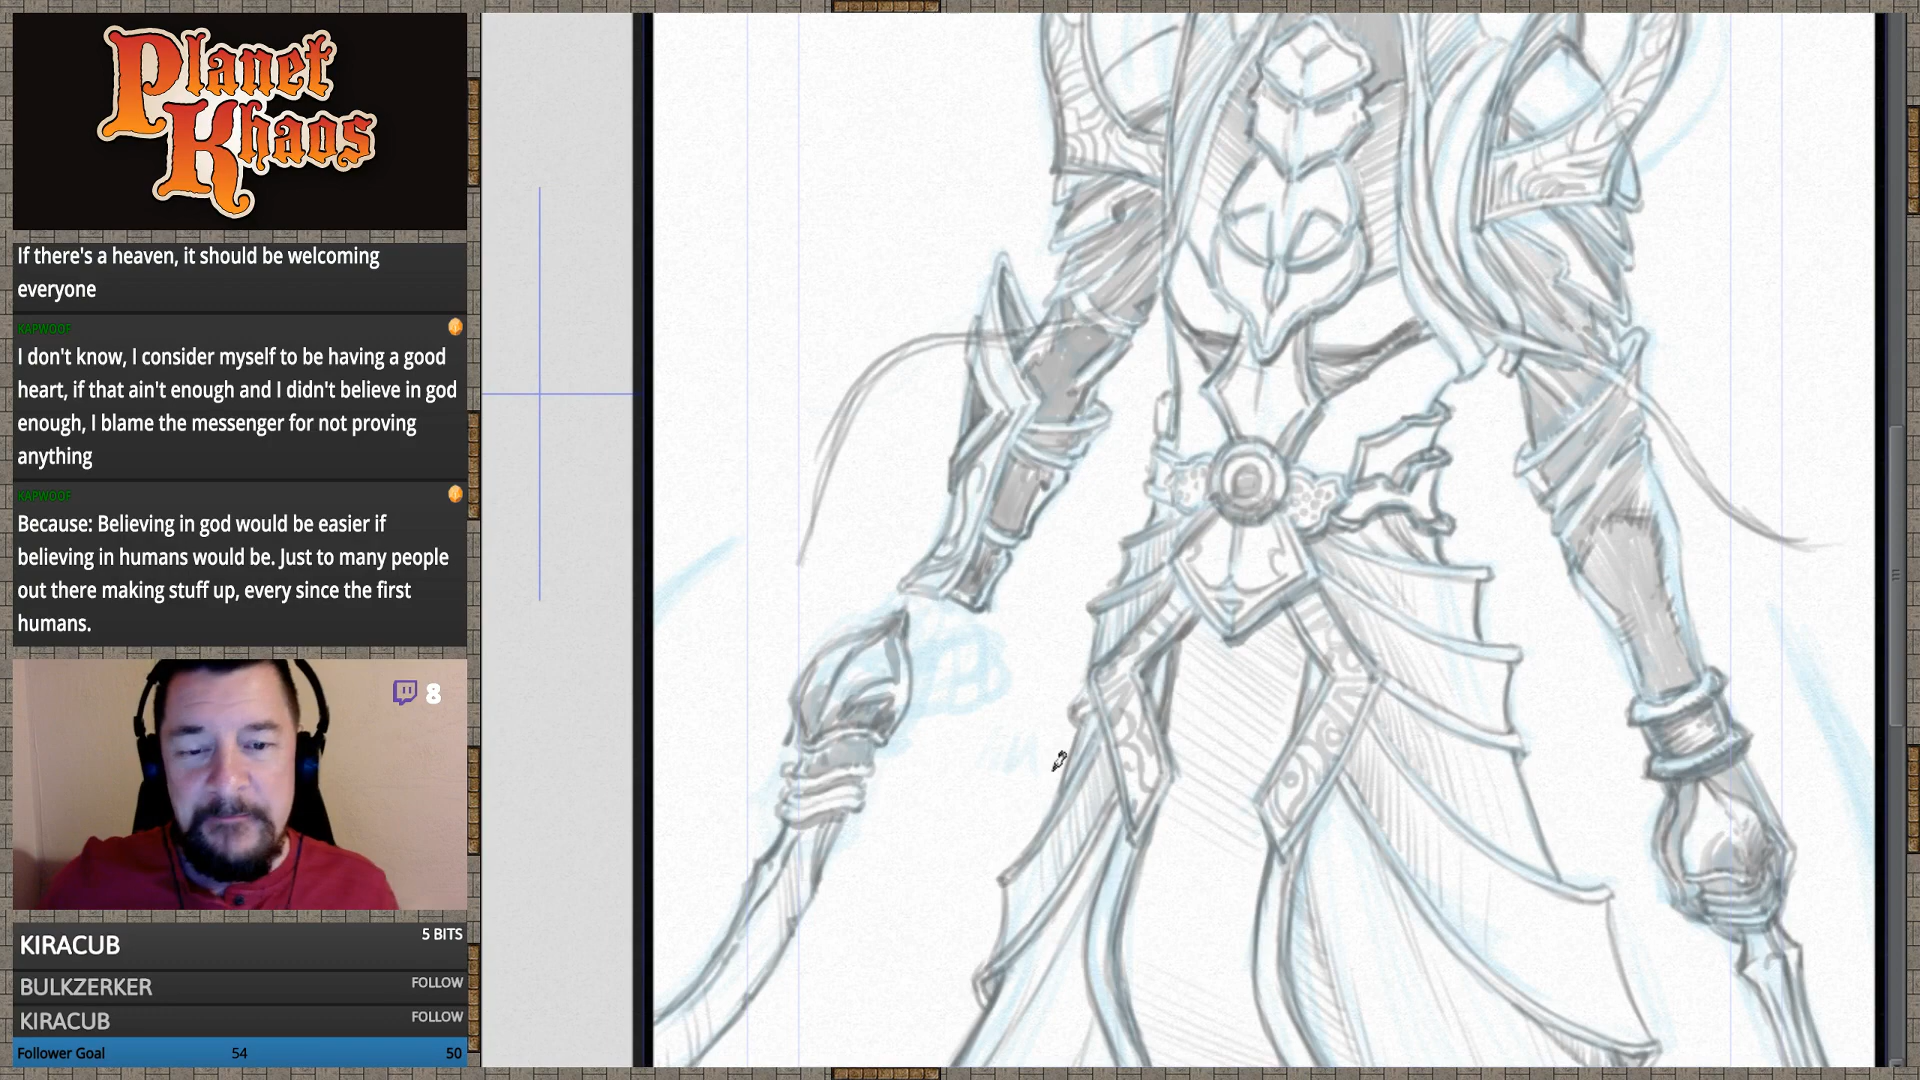 Planet
Khaos
If there's a heaven, it should be welcoming
everyone
KAPWOOF
I don't know, I consider myself to be having a good
heart, if that ain't enough and I didn't believe in god
enough, I blame the messenger for not proving
anything
KAPWOOF
Because: Believing in god would be easier if
believing in humans would be. Just to many people
out there making stuff up, every since the first
humans.
8
KIRACUB 5 BITS
BULKZERKER FOLLOW
KIRACUB FOLLOW
Follower Goal 54 50